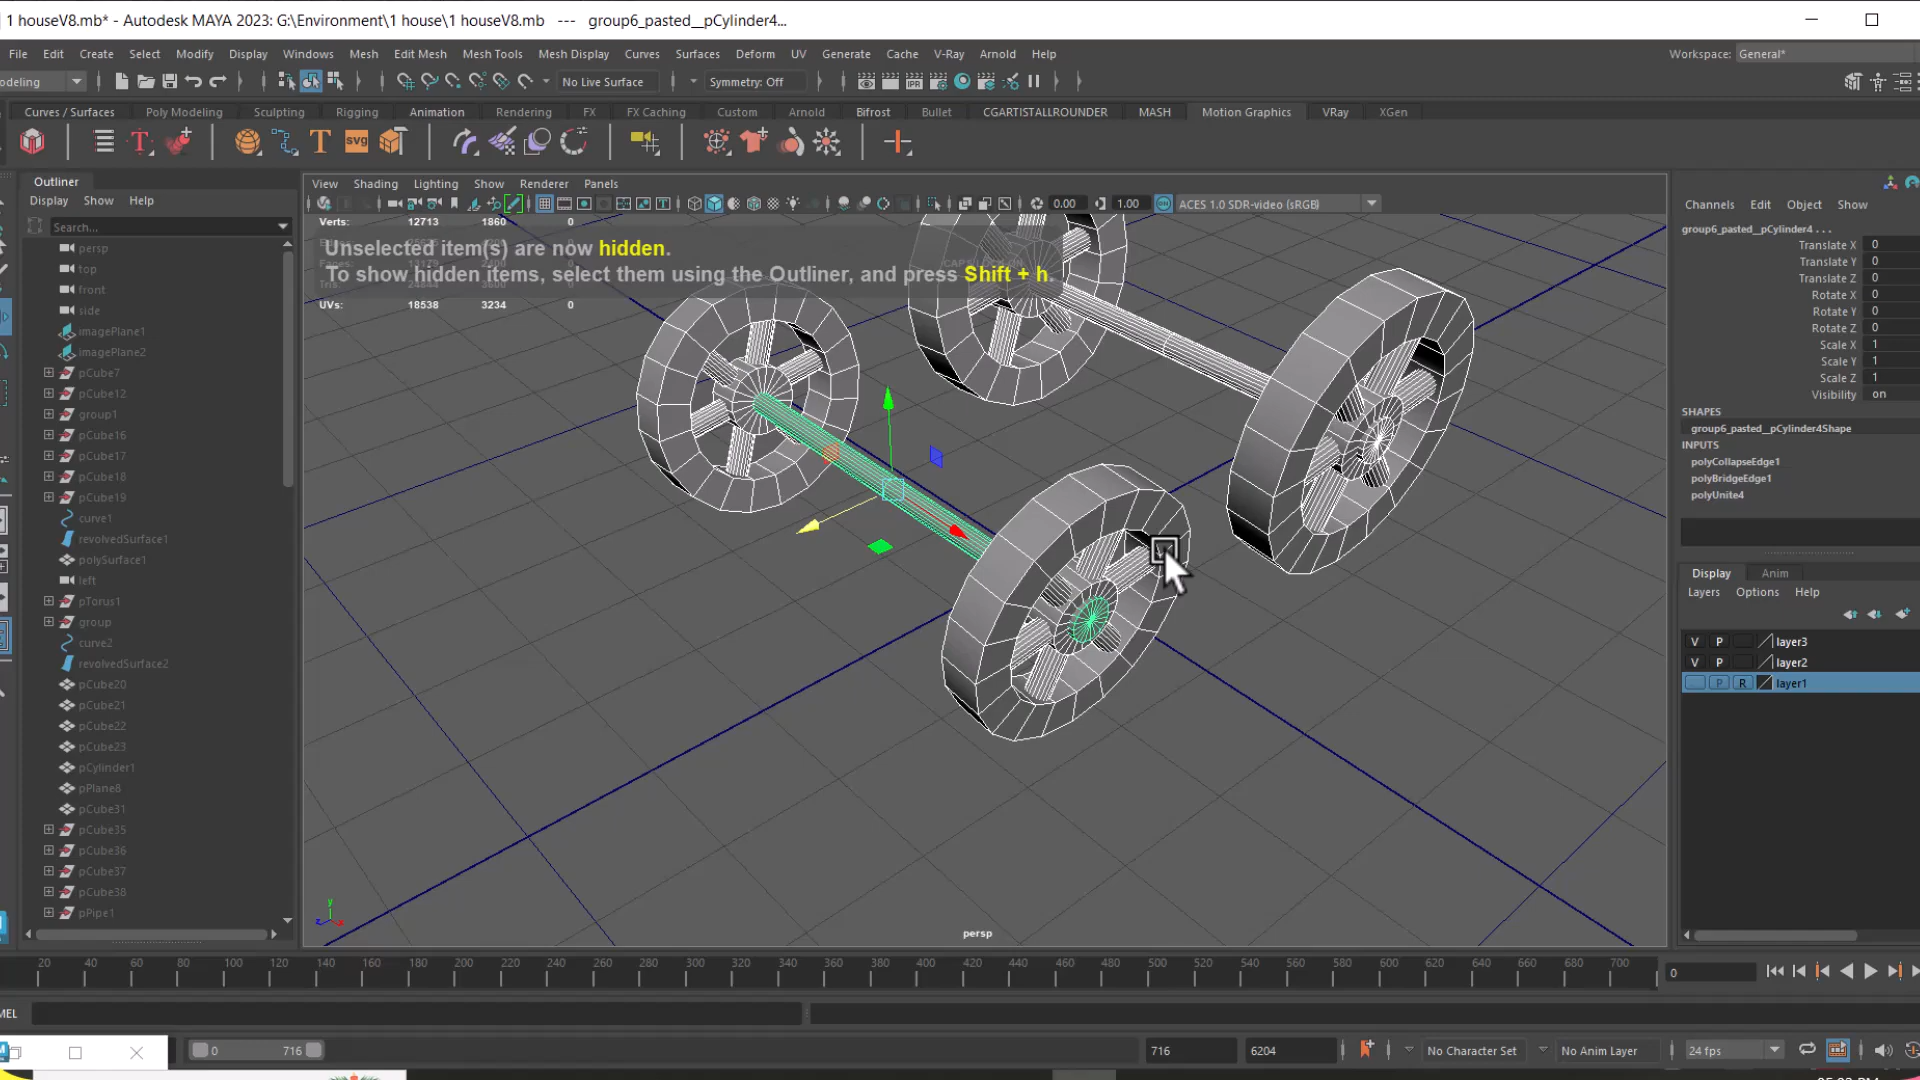 1 houseV8.mb* - Autodesk MAYA 2023: G:\Environment\1 house\1 houseV8.mb --- group6_pasted__pCylinder4...
File Edit Create Select Modify Display Windows Mesh Edit Mesh Mesh Tools Mesh Display Curves Surfaces Deform UV Generate Cache V-Ray Arnold Help
Workspace: General*
odeling No Live Surface Symmetry: Off
Curves / Surfaces Poly Modeling Sculpting Rigging Animation Rendering FX FX Caching Custom Arnold Bifrost Bullet CGARTISTALLROUNDER MASH Motion Graphics VRay XGen
SVG
Outliner
Display Show Help
Search...
persp
top
front
side
imagePlane1
imagePlane2
pCube7
pCube12
group1
pCube16
pCube17
pCube18
pCube19
curve1
revolvedSurface1
polySurface1
left
pTorus1
group
curve2
revolvedSurface2
pCube20
pCube21
pCube22
pCube23
pCylinder1
pPlane8
pCube31
pCube35
pCube36
pCube37
pCube38
pPipe1
View Shading Lighting Show Renderer Panels
0.00 1.00 ACES 1.0 SDR-video (sRGB)
Verts: 12713 1860 0
Unselected item(s) are now hidden.
To show hidden items, select them using the Outliner, and press Shift + h.
UVs: 18538 3234 0
persp
Channels Edit Object Show
group6_pasted__pCylinder4 . . .
Translate X 0
Translate Y 0
Translate Z 0
Rotate X 0
Rotate Y 0
Rotate Z 0
Scale X 1
Scale Y 1
Scale Z 1
Visibility on
SHAPES
group6_pasted__pCylinder4Shape
INPUTS
polyCollapseEdge1
polyBridgeEdge1
polyUnite4
Display Anim
Layers Options Help
V P layer3
V P layer2
P R layer1
20 40 60 80 100 120 140 160 180 200 220 240 260 280 300 320 340 360 380 400 420 440 460 480 500 520 540 560 580 600 620 640 660 680 700
0
MEL
0 716 716 6204 No Character Set No Anim Layer 24 fps